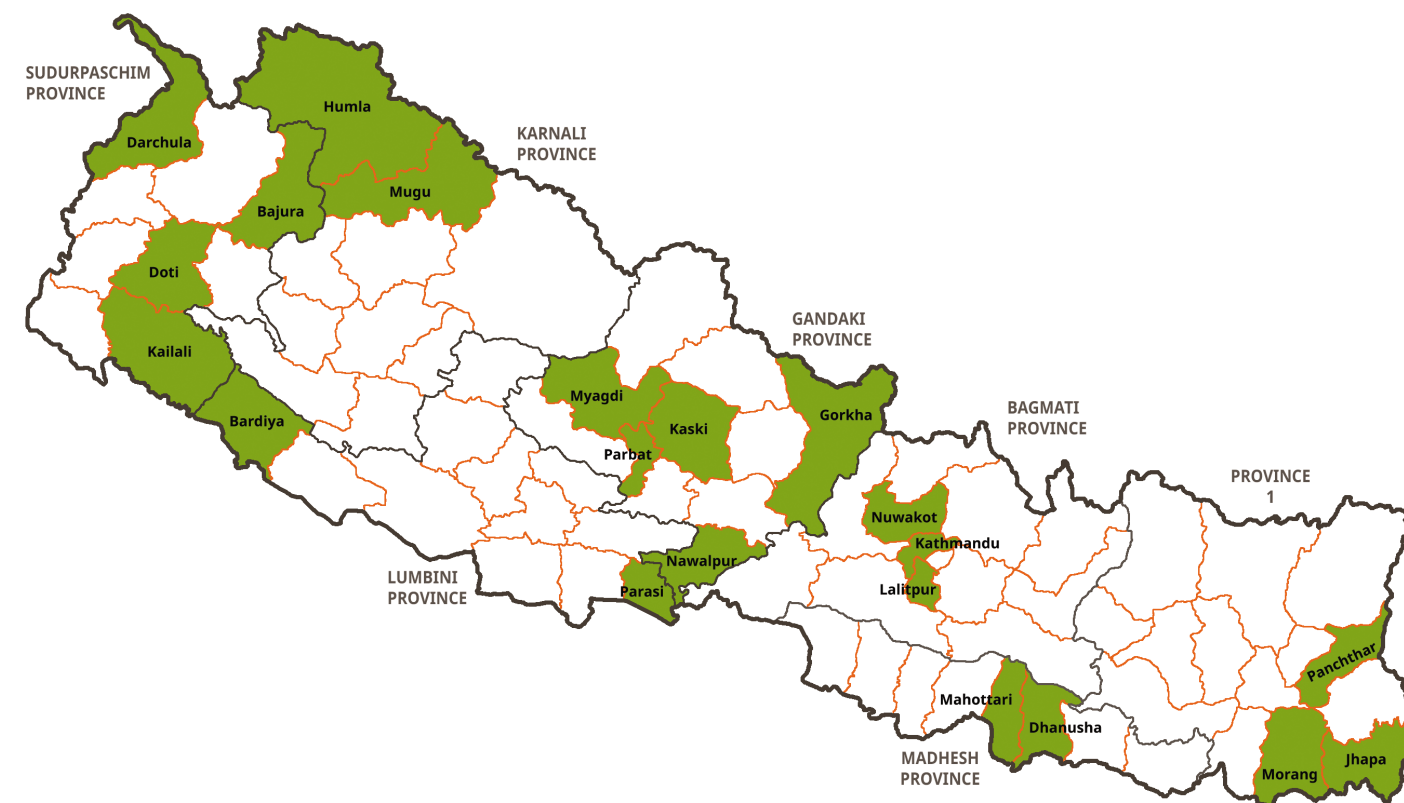 SUDURPASCHIM
PROVINCE
Humla
Darchula
KARNALI
PROVINCE
Mugu
Bajura
Doti
Kailali
GANDAKI
PROVINCE
Myagdi
Bardiya
Kaski
Gorkha
BAGMATI
PROVINCE
Parbat
PROVINCE
1
Nuwakot
Kathmandu
Nawalpur
LUMBINI
PROVINCE
Parasi
Lalitpur
Panchthar
Mahottari
Dhanusha
MADHESH
PROVINCE
Morang
Jhapa